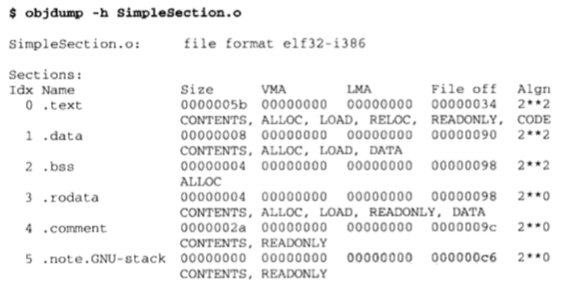 $ objdump -h SimpleSection.o
SimpleSection.o:     file format elf32-i386
Sections:
Idx Name          Size      VMA       LMA       File off  Algn
0 .text         0000005b  00000000  00000000  00000034  2**2
CONTENTS, ALLOC, LOAD, RELOC, READONLY, CODE
1 .data         00000008  00000000  00000000  00000090  2**2
CONTENTS, ALLOC, LOAD, DATA
2 .bss          00000004  00000000  00000000  00000098  2**2
ALLOC
3 .rodata       00000004  00000000  00000000  00000098  2**0
CONTENTS, ALLOC, LOAD, READONLY, DATA
4 .comment      0000002a  00000000  00000000  0000009c  2**0
CONTENTS, READONLY
5 .note.GNU-stack 00000000  00000000  00000000  000000c6  2**0
CONTENTS, READONLY